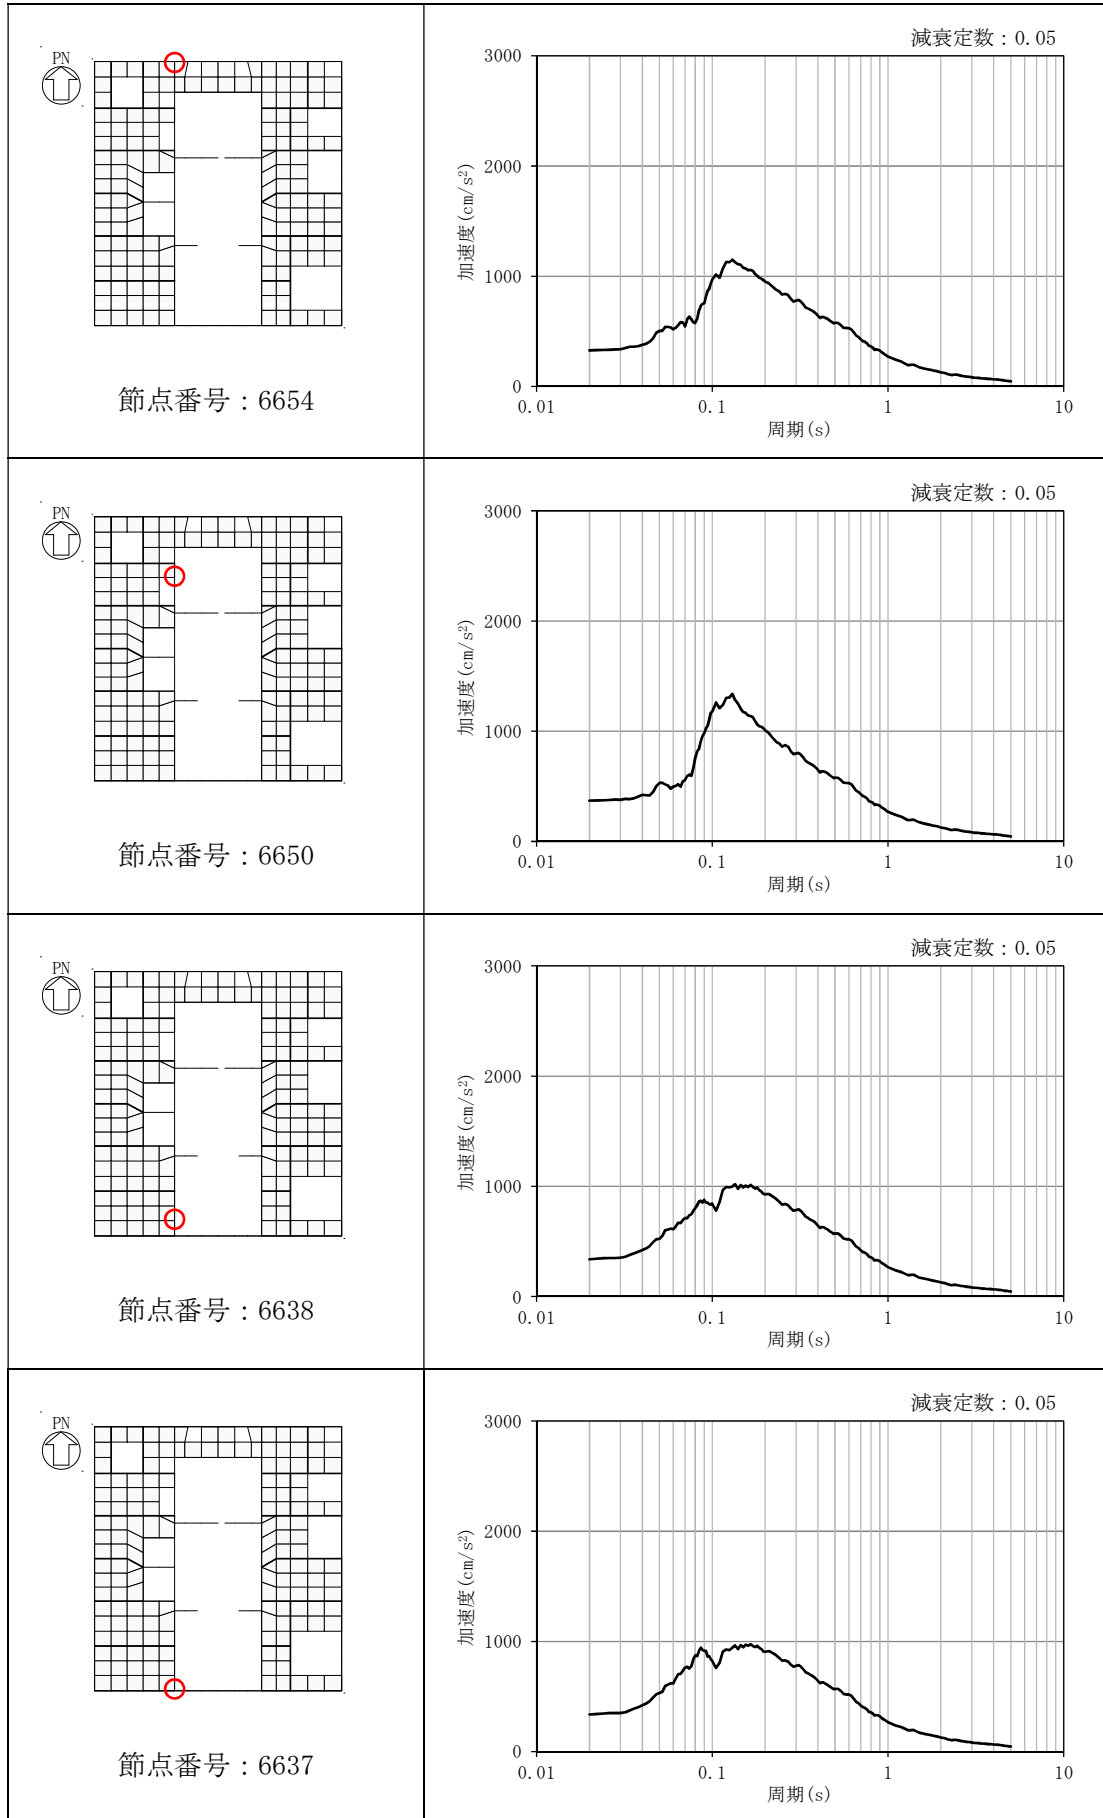 PN
節点番号：6654
減衰定数：0.05
3000
2000
1000
0
加速度(cm/s²)
0.01 0.1 1 10
周期(s)
PN
節点番号：6650
減衰定数：0.05
3000
2000
1000
0
加速度(cm/s²)
0.01 0.1 1 10
周期(s)
PN
節点番号：6638
減衰定数：0.05
3000
2000
1000
0
加速度(cm/s²)
0.01 0.1 1 10
周期(s)
PN
節点番号：6637
減衰定数：0.05
3000
2000
1000
0
加速度(cm/s²)
0.01 0.1 1 10
周期(s)